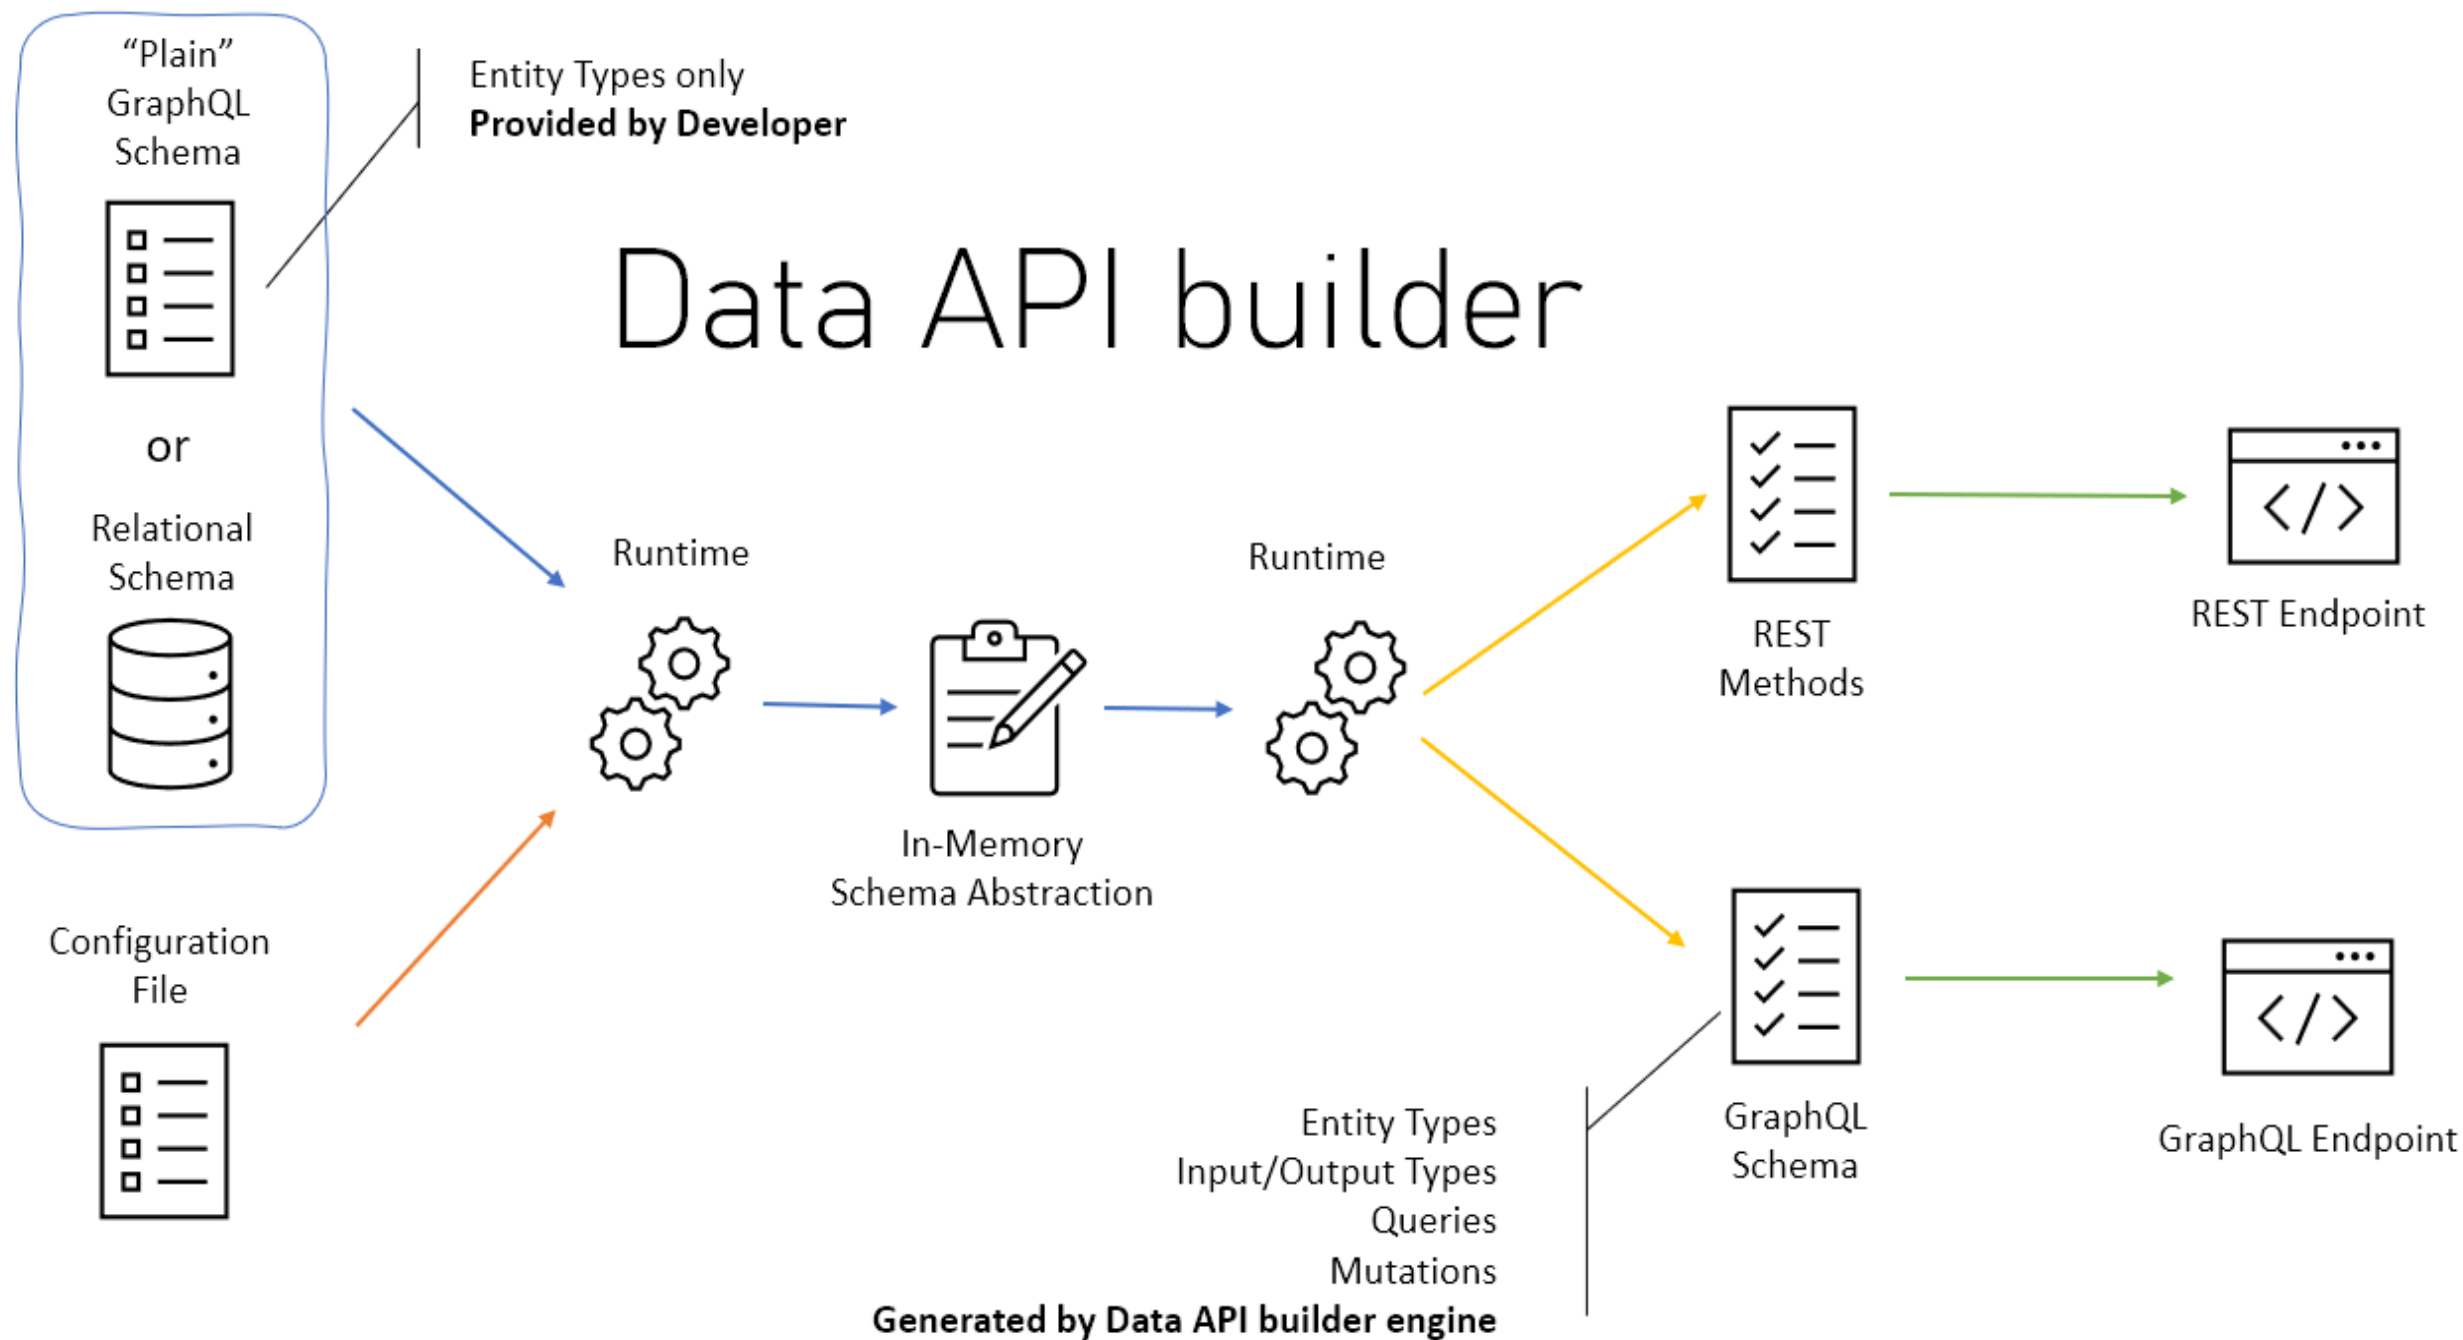 “Plain”
GraphQL
Schema
Entity Types only
Provided by Developer
Data API builder
or
Relational
Schema
Runtime
Runtime
REST
Methods
REST Endpoint
In-Memory
Schema Abstraction
Configuration
File
Entity Types
Input/Output Types
Queries
Mutations
Generated by Data API builder engine
GraphQL
Schema
GraphQL Endpoint